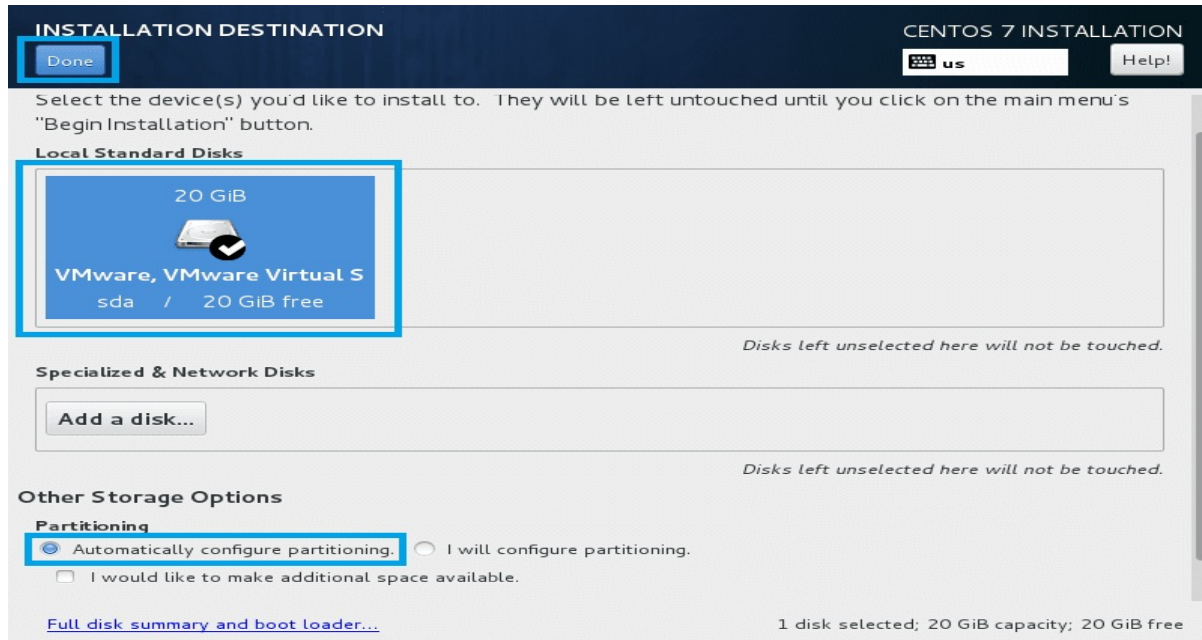 INSTALLATION DESTINATION
CENTOS 7 INSTALLATION
Done
us
Help!
Select the device(s) you'd like to install to. They will be left untouched until you click on the main menu's
"Begin Installation" button.
Local Standard Disks
20 GiB
VMware, VMware Virtual S
sda / 20 GiB free
Disks left unselected here will not be touched.
Specialized & Network Disks
Add a disk...
Disks left unselected here will not be touched.
Other Storage Options
Partitioning
Automatically configure partitioning. I will configure partitioning.
I would like to make additional space available.
Full disk summary and boot loader... 1 disk selected; 20 GiB capacity; 20 GiB free